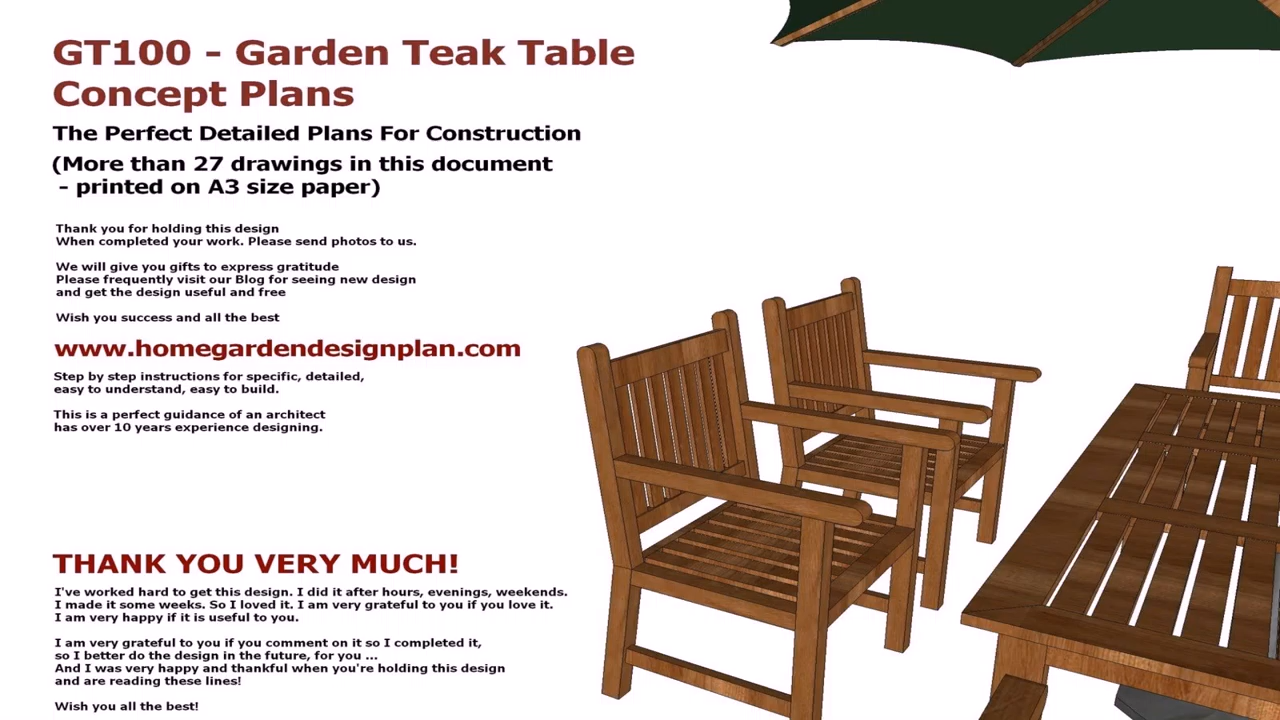 GT100 - Garden Teak Table
Concept Plans
The Perfect Detailed Plans For Construction
(More than 27 drawings in this document
- printed on A3 size paper)
Thank you for holding this design
When completed your work. Please send photos to us.
We will give you gifts to express gratitude
Please frequently visit our Blog for seeing new design
and get the design useful and free
Wish you success and all the best
www.homegardendesignplan.com
Step by step instructions for specific, detailed,
easy to understand, easy to build.
This is a perfect guidance of an architect
has over 10 years experience designing.
THANK YOU VERY MUCH!
I've worked hard to get this design. I did it after hours, evenings, weekends.
I made it some weeks. So I loved it. I am very grateful to you if you love it.
I am very happy if it is useful to you.
I am very grateful to you if you comment on it so I completed it,
so I better do the design in the future, for you ...
And I was very happy and thankful when you're holding this design
and are reading these lines!
Wish you all the best!